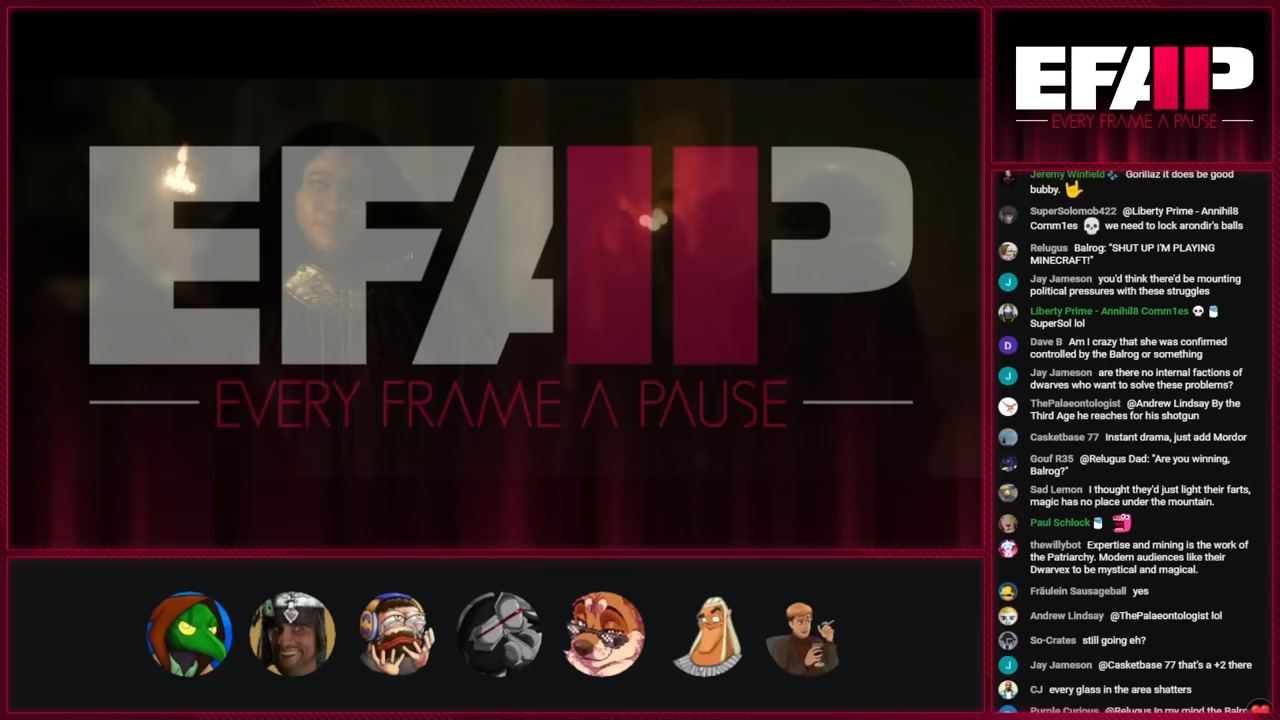 EFAP
EVERY FRAME A PAUSE
EFAP
EVERY FRAME A PAUSE
Jeremy Winfield Gorillaz it does be good
bubby.
SuperSolomob422 @Liberty Prime - Annihil8
Comm1es we need to lock arondir's balls
Relugus Balrog: "SHUT UP I'M PLAYING
MINECRAFT!"
J Jay Jameson you'd think there'd be mounting
political pressures with these struggles
Liberty Prime - Annihil8 Comm1es
SuperSol lol
D Dave B Am I crazy that she was confirmed
controlled by the Balrog or something
J Jay Jameson are there no internal factions of
dwarves who want to solve these problems?
ThePalaeontologist @Andrew Lindsay By the
Third Age he reaches for his shotgun
Casketbase 77 Instant drama, just add Mordor
Gouf R35 @Relugus Dad: "Are you winning,
Balrog?"
Sad Lemon I thought they'd just light their farts,
magic has no place under the mountain.
Paul Schlock
thewillybot Expertise and mining is the work of
the Patriarchy. Modern audiences like their
Dwarvex to be mystical and magical.
Fräulein Sausageball yes
Andrew Lindsay @ThePalaeontologist lol
So-Crates still going eh?
J Jay Jameson @Casketbase 77 that's a +2 there
CJ every glass in the area shatters
Purple Curious @Relugus In my mind the